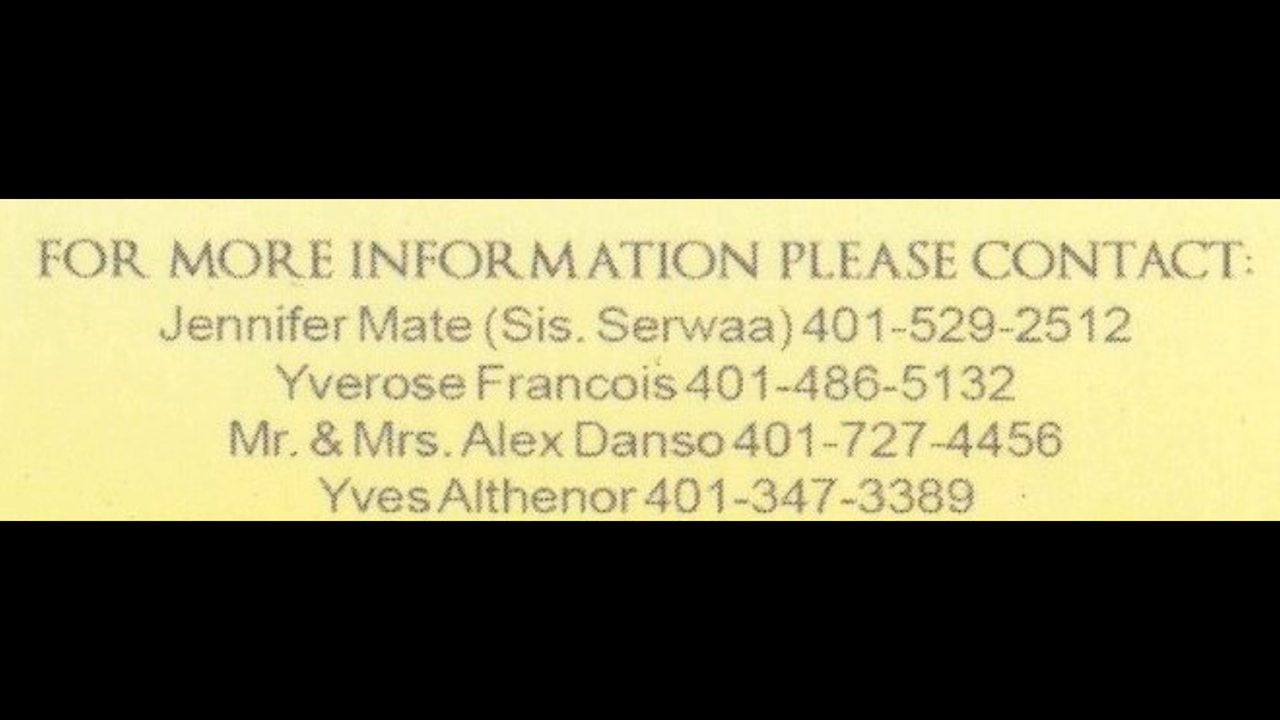 FOR MORE INFORMATION PLEASE CONTACT:
Jennifer Mate (Sis. Serwaa) 401-529-2512
Yverose Francois 401-486-5132
Mr. & Mrs. Alex Danso 401-727-4456
Yves Althenor 401-347-3389